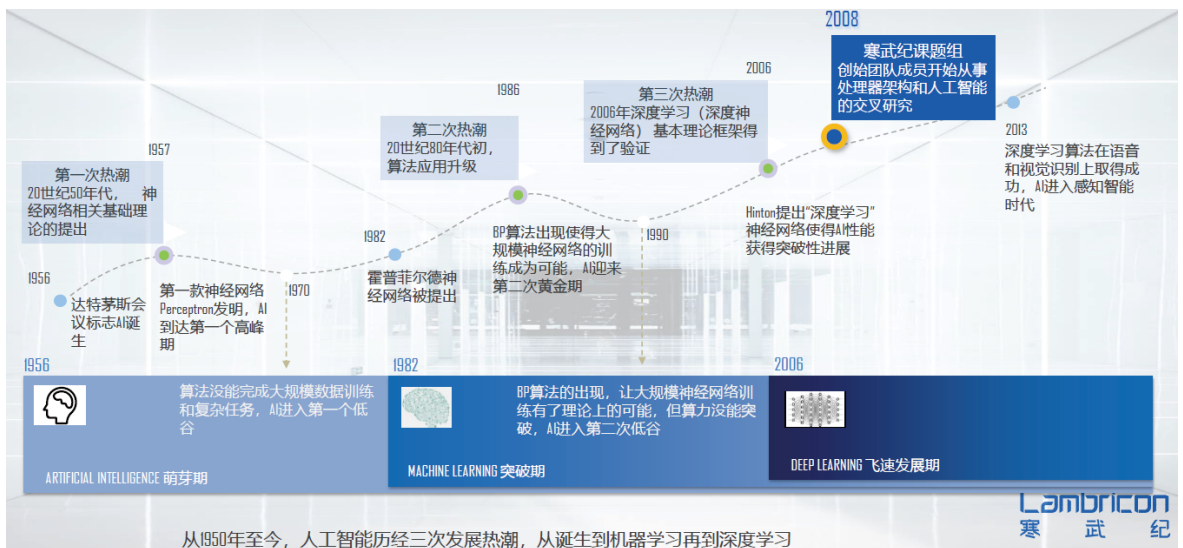 2008
寒武纪课题组
创始团队成员开始从事
处理器架构和人工智能
的交叉研究
2006
第三次热潮
2006年深度学习（深度神
经网络） 基本理论框架得
到了验证
1986
第二次热潮
20世纪80年代初，
算法应用升级
1957
第一次热潮
20世纪50年代， 神
经网络相关基础理
论的提出
2013
深度学习算法在语音
和视觉识别上取得成
功，AI进入感知智能
时代
Hinton提出“深度学习”
神经网络使得AI性能
获得突破性进展
1990
BP算法出现使得大
规模神经网络的训
练成为可能，AI迎来
第二次黄金期
1982
霍普菲尔德神
经网络被提出
1970
第一款神经网络
Perceptron发明，AI
到达第一个高峰
期
1956
达特茅斯会
议标志AI诞
生
1956
算法没能完成大规模数据训练
和复杂任务，AI进入第一个低
谷
ARTIFICIAL INTELLIGENCE 萌芽期
1982
BP算法的出现，让大规模神经网络训
练有了理论上的可能，但算力没能突
破，AI进入第二次低谷
MACHINE LEARNING 突破期
2006
DEEP LEARNING 飞速发展期
Cambricon
寒 武 纪
从1950年至今，人工智能历经三次发展热潮，从诞生到机器学习再到深度学习